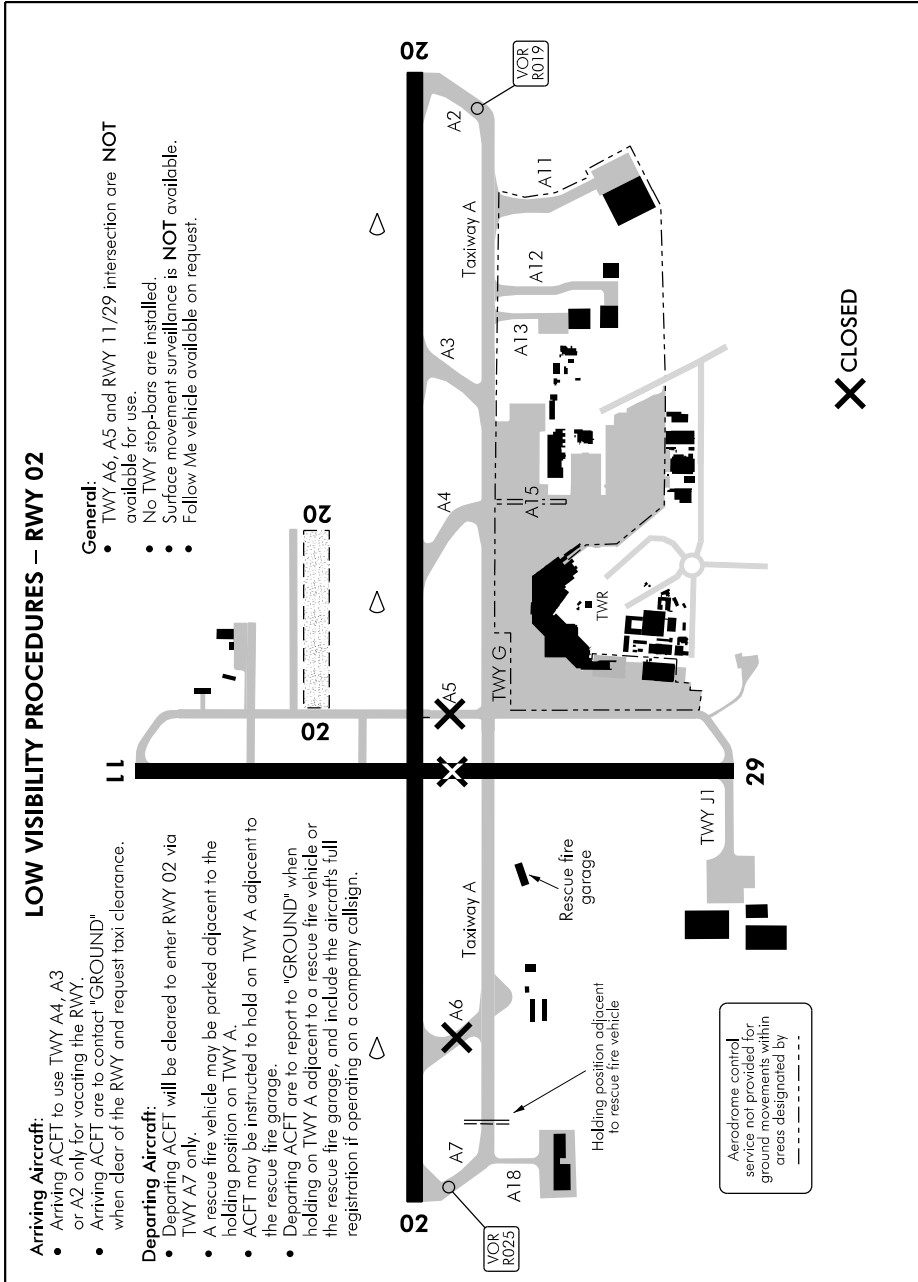 LOW VISIBILITY PROCEDURES – RWY 02
Arriving Aircraft:
• Arriving ACFT to use TWY A4, A3
or A2 only for vacating the RWY.
• Arriving ACFT are to contact "GROUND"
when clear of the RWY and request taxi clearance.
Departing Aircraft:
• Departing ACFT will be cleared to enter RWY 02 via
TWY A7 only.
• A rescue fire vehicle may be parked adjacent to the
holding position on TWY A.
• ACFT may be instructed to hold on TWY A adjacent to
the rescue fire garage.
• Departing ACFT are to report to "GROUND" when
holding on TWY A adjacent to a rescue fire vehicle or
the rescue fire garage, and include the aircraft's full
registration if operating on a company callsign.
General:
• TWY A6, A5 and RWY 11/29 intersection are NOT
available for use.
• No TWY stop-bars are installed.
• Surface movement surveillance is NOT available.
• Follow Me vehicle available on request.
11
02
20
02
20
A7
A6
A5
A4
A3
A2
VOR
R025
VOR
R019
Taxiway A
Taxiway A
A18
TWY G
A15
A13
A12
A11
Holding position adjacent
to rescue fire vehicle
Rescue fire
garage
TWR
TWY J1
29
Aerodrome control
service not provided for
ground movements within
areas designated by
CLOSED